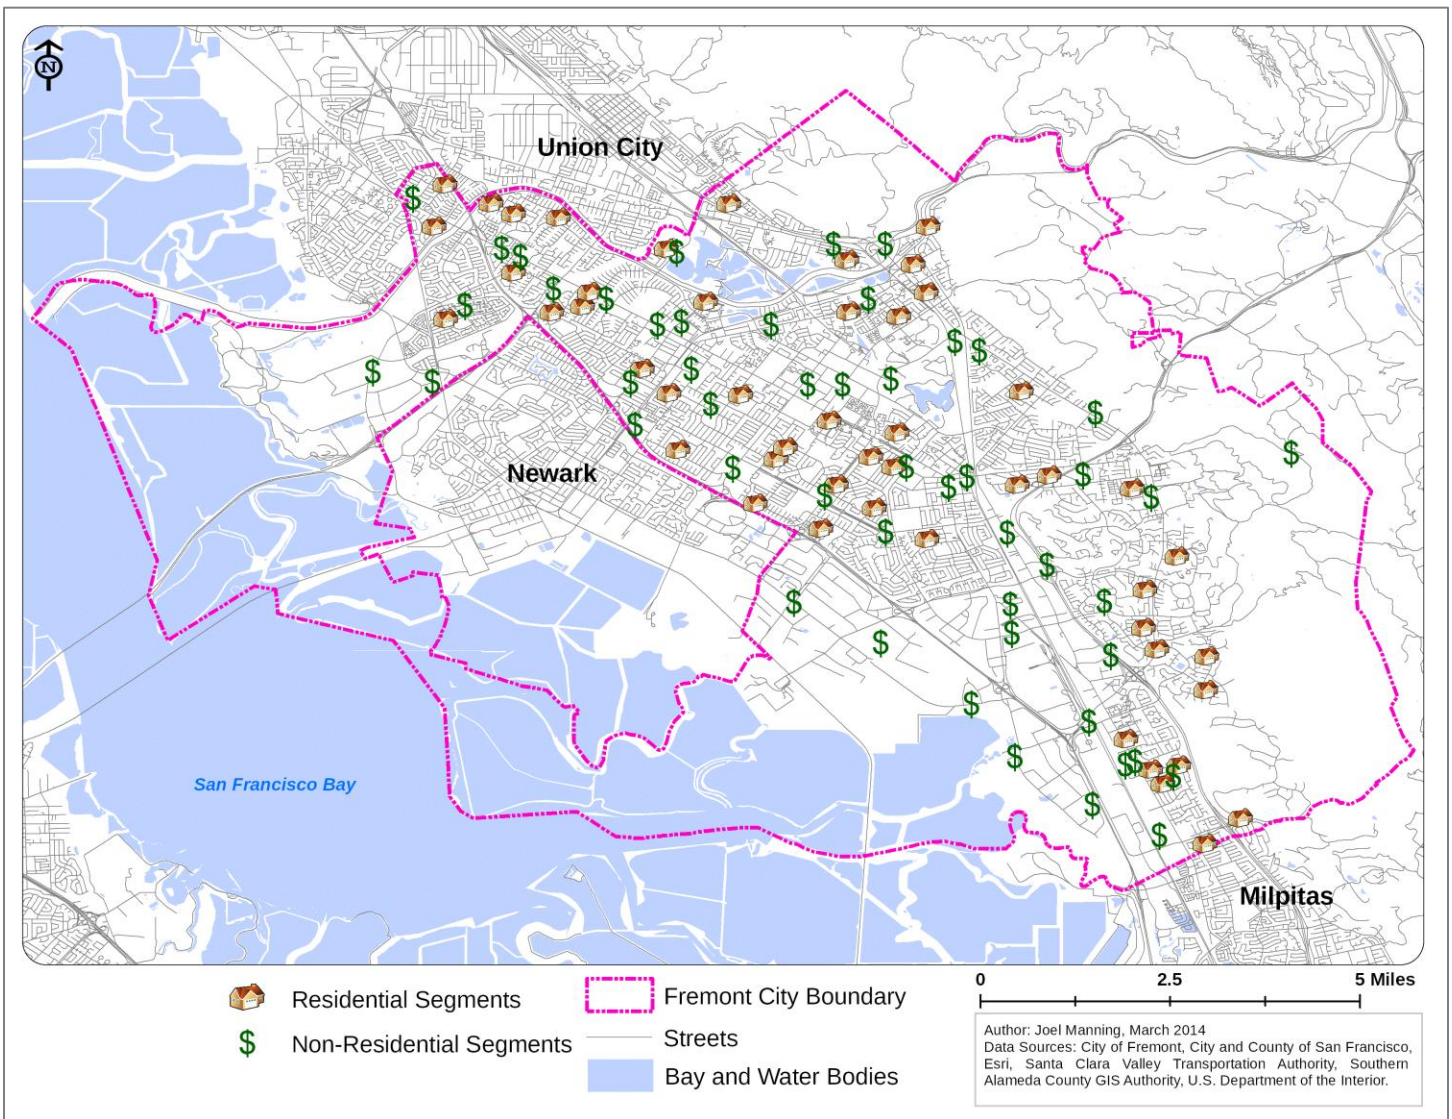 N
Union City
Newark
San Francisco Bay
Milpitas
Residential Segments
Non-Residential Segments
Fremont City Boundary
Streets
Bay and Water Bodies
0 2.5 5 Miles
Author: Joel Manning, March 2014
Data Sources: City of Fremont, City and County of San Francisco,
Esri, Santa Clara Valley Transportation Authority, Southern
Alameda County GIS Authority, U.S. Department of the Interior.